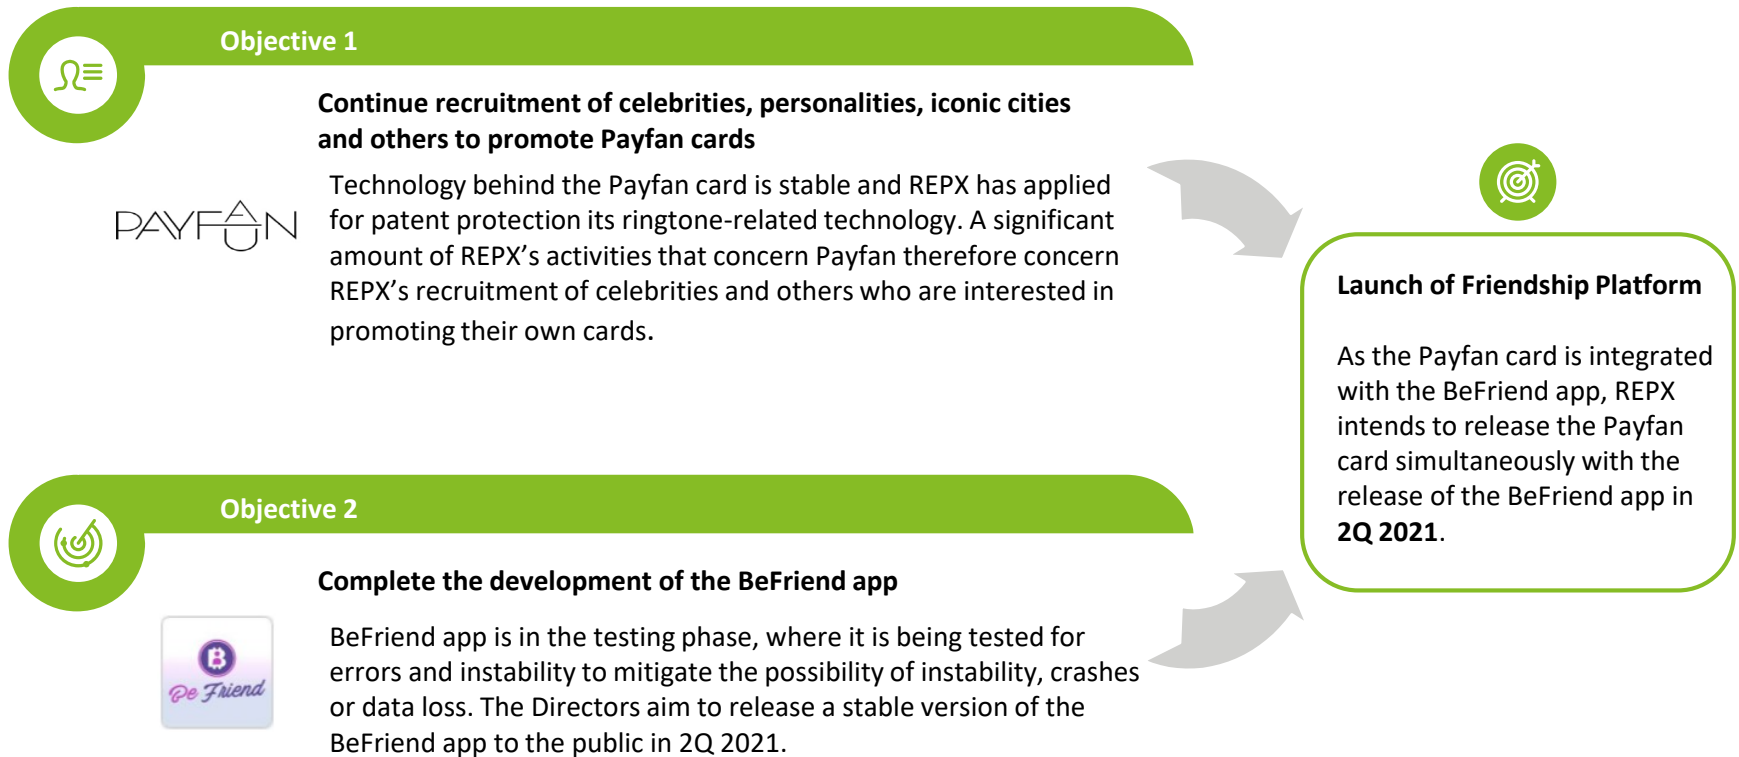 Objective 1
Continue recruitment of celebrities, personalities, iconic cities
and others to promote Payfan cards
PAYFAUN
Technology behind the Payfan card is stable and REPX has applied
for patent protection its ringtone-related technology. A significant
amount of REPX’s activities that concern Payfan therefore concern
REPX’s recruitment of celebrities and others who are interested in
promoting their own cards.
Objective 2
Complete the development of the BeFriend app
B
Be Friend
BeFriend app is in the testing phase, where it is being tested for
errors and instability to mitigate the possibility of instability, crashes
or data loss. The Directors aim to release a stable version of the
BeFriend app to the public in 2Q 2021.
Launch of Friendship Platform
As the Payfan card is integrated
with the BeFriend app, REPX
intends to release the Payfan
card simultaneously with the
release of the BeFriend app in
2Q 2021.